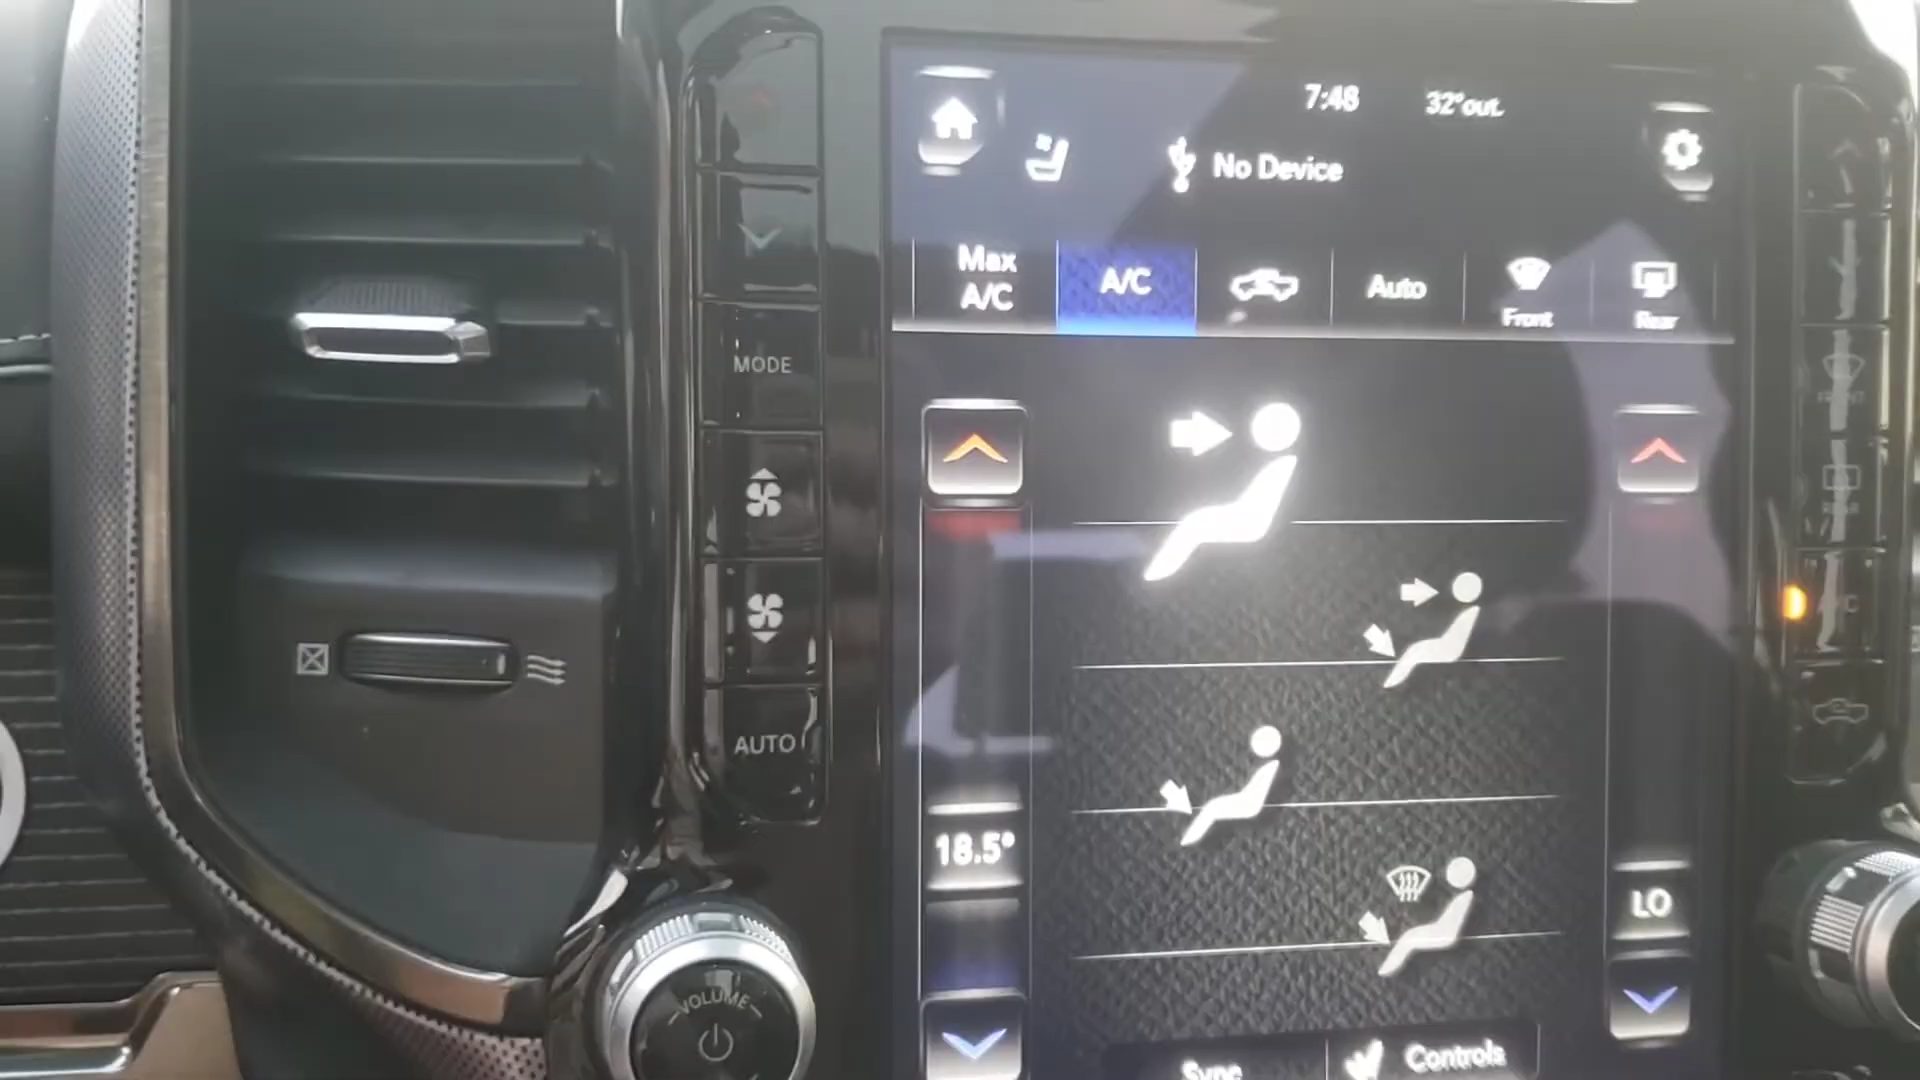 7:48 32°out.
No Device
Max
A/C
A/C
Auto
Front
Rear
MODE
AUTO
18.5°
LO
VOLUME
Sync
Controls